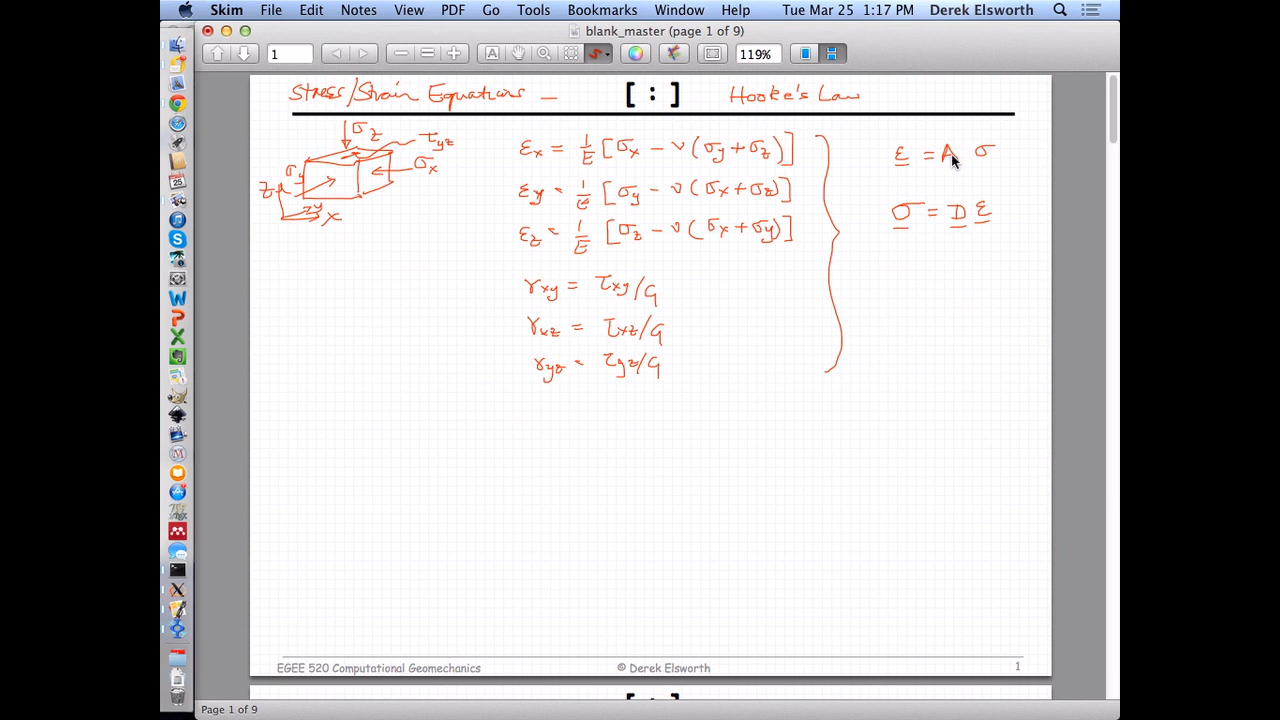 Skim File Edit Notes View PDF Go Tools Bookmarks Window Help Tue Mar 25 1:17 PM Derek Elsworth
blank_master (page 1 of 9)
1 119%
Stress/Strain Equations — [ : ] Hooke's Law
σz
τyz
σx
σy
z
y
x
εx = 1/E [σx − ν(σy + σz)]
εy = 1/E [σy − ν(σx + σz)]
εz = 1/E [σz − ν(σx + σy)]
γxy = τxy/G
γxz = τxz/G
γyz = τyz/G
ε = A σ
σ = D ε
EGEE 520 Computational Geomechanics © Derek Elsworth 1
Page 1 of 9